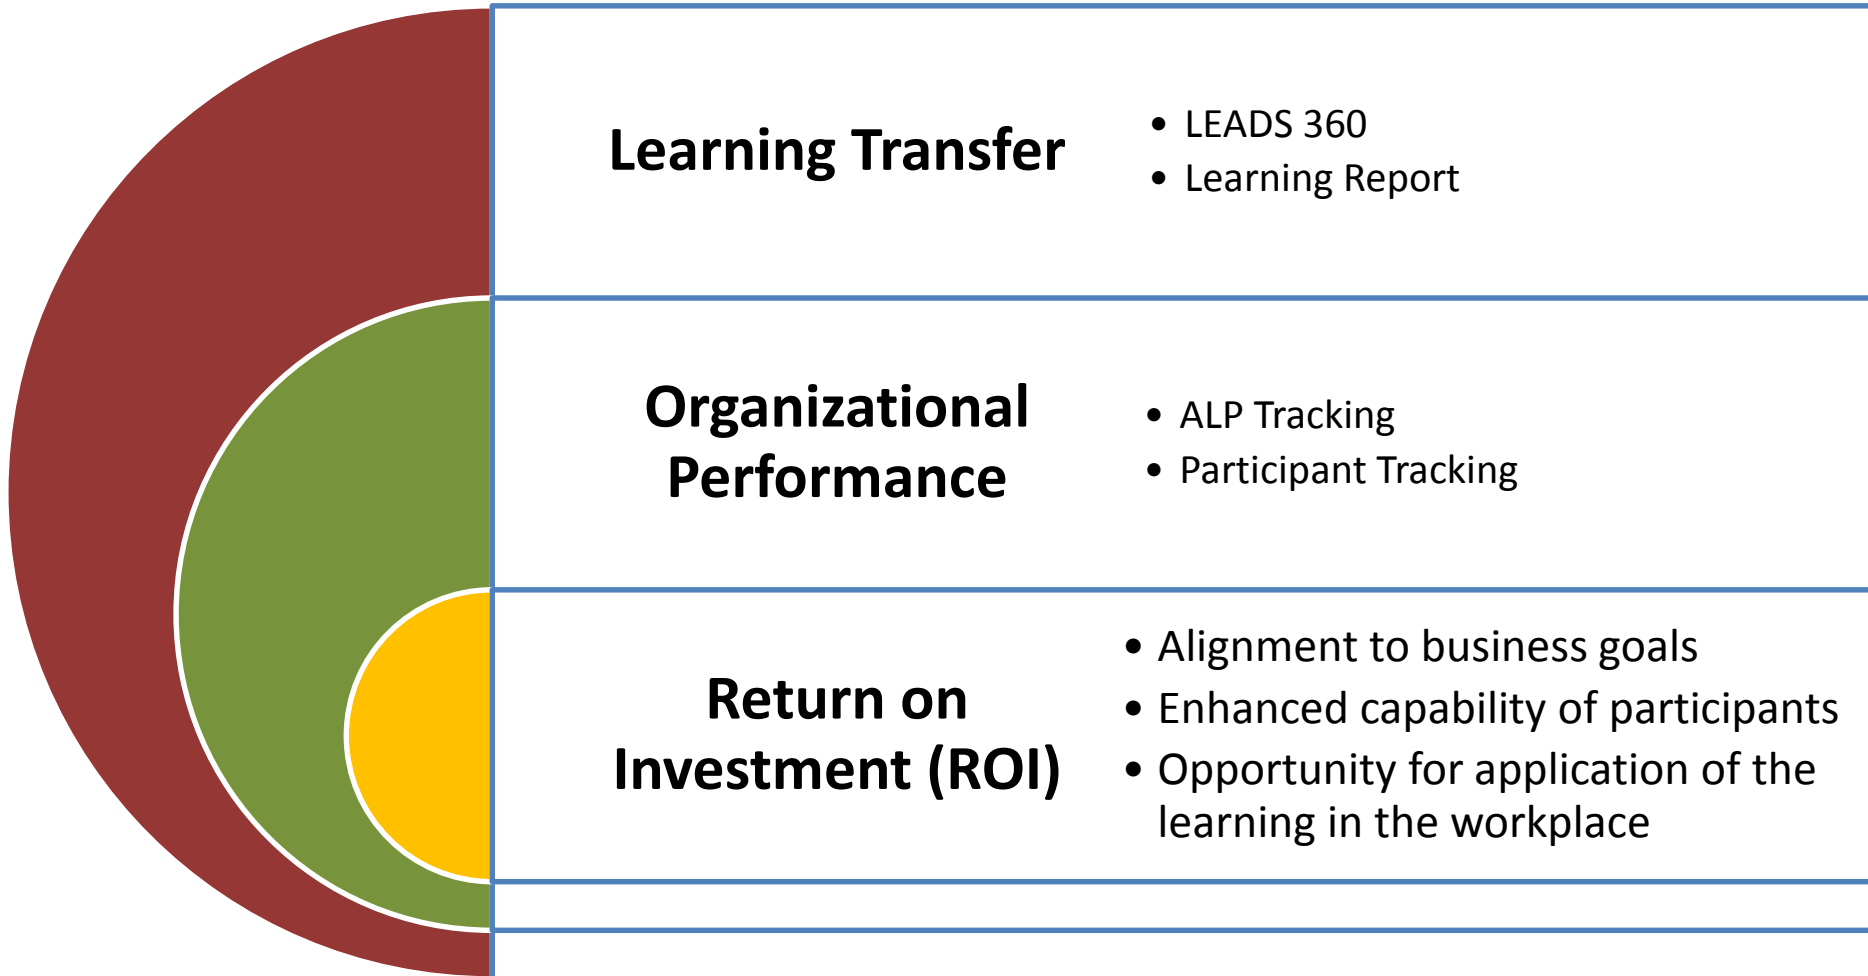 Learning Transfer
• LEADS 360
• Learning Report
Organizational
Performance
• ALP Tracking
• Participant Tracking
Return on
Investment (ROI)
• Alignment to business goals
• Enhanced capability of participants
• Opportunity for application of the
learning in the workplace